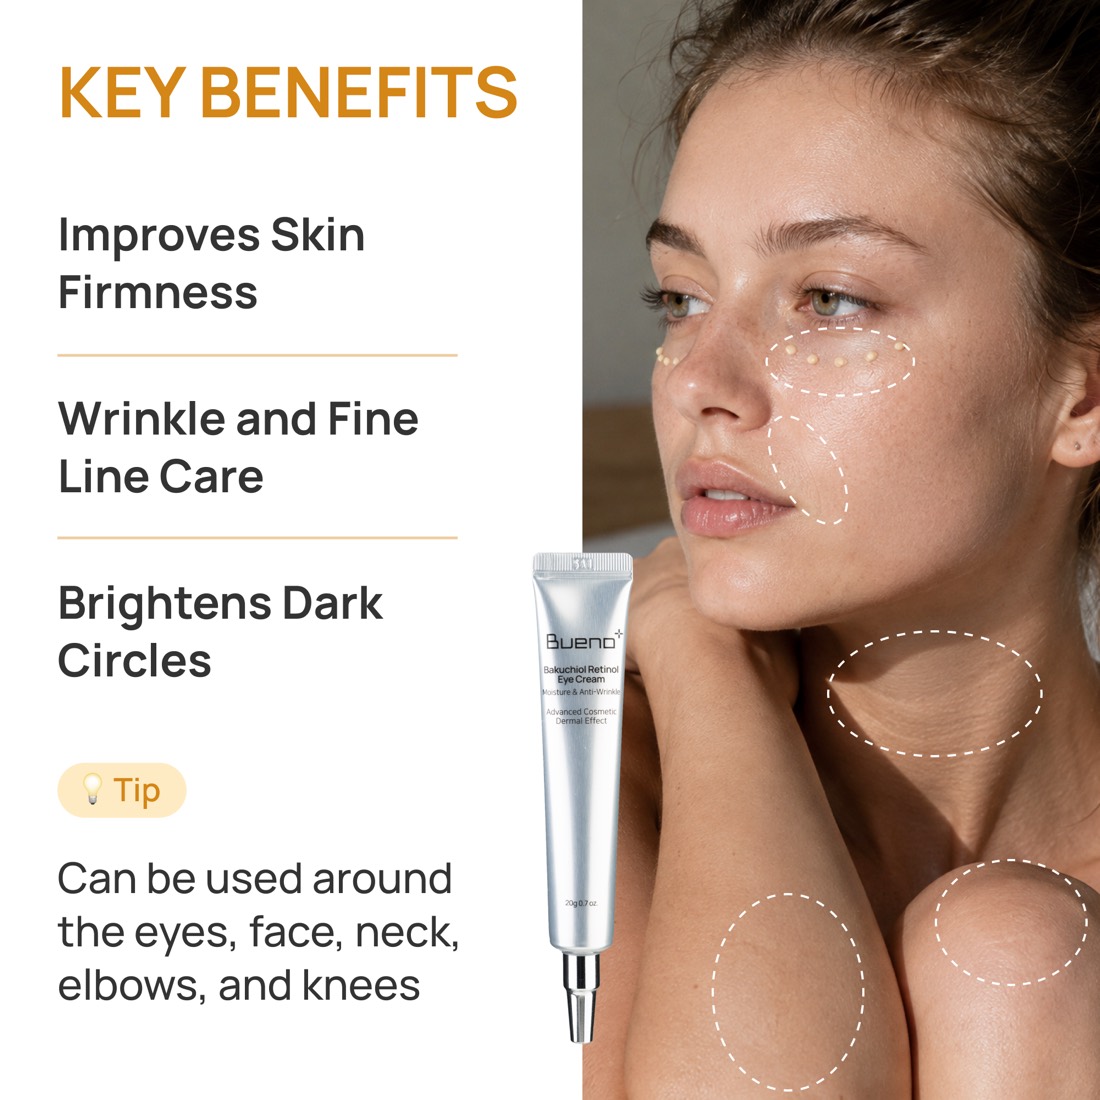 KEY BENEFITS
Improves Skin
Firmness
Wrinkle and Fine
Line Care
Brightens Dark
Circles
Tip
Can be used around
the eyes, face, neck,
elbows, and knees
Bueno+
Bakuchiol Retinol
Eye Cream
Moisture & Anti-Wrinkle
Advanced Cosmetic
Dermal Effect
20g 0.7 oz.